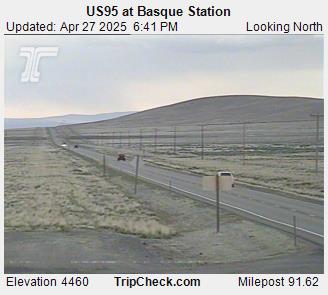 US95 at Basque Station
Updated: Apr 27 2025 6:41 PM Looking North
Elevation 4460 TripCheck.com Milepost 91.62